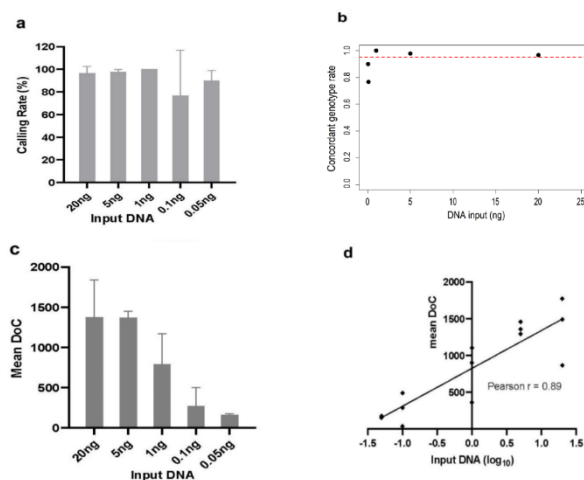 a
Calling Rate (%)
120
100
80
60
40
20
0
20ng
5ng
1ng
0.1ng
0.05ng
Input DNA
b
Concordant genotype rate
1.0
0.8
0.6
0.4
0.2
0.0
0
5
10
15
20
25
DNA input (ng)
c
Mean DoC
2000
1500
1000
500
0
20ng
5ng
1ng
0.1ng
0.05ng
Input DNA
d
mean DoC
2000
1500
1000
500
Pearson r = 0.89
-1.5
-1.0
-0.5
0.0
0.5
1.0
1.5
Input DNA (log₁₀)